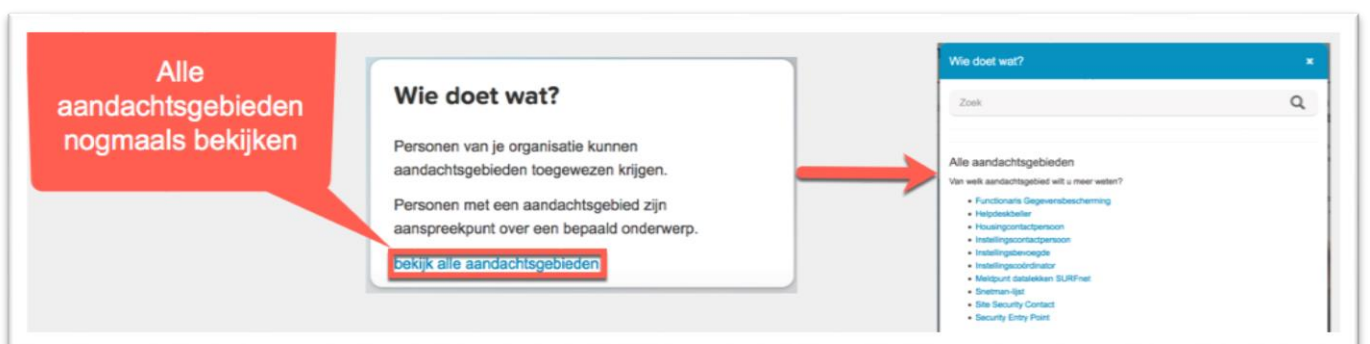 Alle
aandachtsgebieden
nogmaals bekijken
Wie doet wat?
Personen van je organisatie kunnen
aandachtsgebieden toegewezen krijgen.
Personen met een aandachtsgebied zijn
aanspreekpunt over een bepaald onderwerp.
bekijk alle aandachtsgebieden
Wie doet wat?
Zoek
Alle aandachtsgebieden
Van welk aandachtsgebied wilt u meer weten?
Functionaris Gegevensbescherming
Helpdeskbeller
Housingcontactpersoon
Instellingscontactpersoon
Instellingsbevoegde
Instellingscoördinator
Meldpunt datalekken SURFnet
Snetman-lijst
Site Security Contact
Security Entry Point